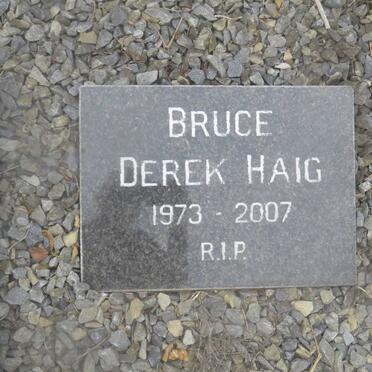 BRUCE
DEREK HAIG
1973 - 2007
R.I.P.